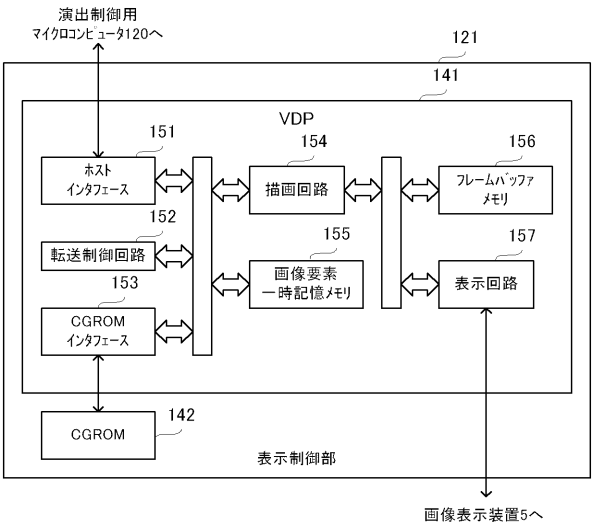 演出制御用
マイクロコンピュータ120へ
121
141
VDP
151
154
156
ホスト
インタフェース
描画回路
フレームバッファ
メモリ
152
155
157
転送制御回路
画像要素
一時記憶メモリ
表示回路
153
CGROM
インタフェース
142
CGROM
表示制御部
画像表示装置5へ